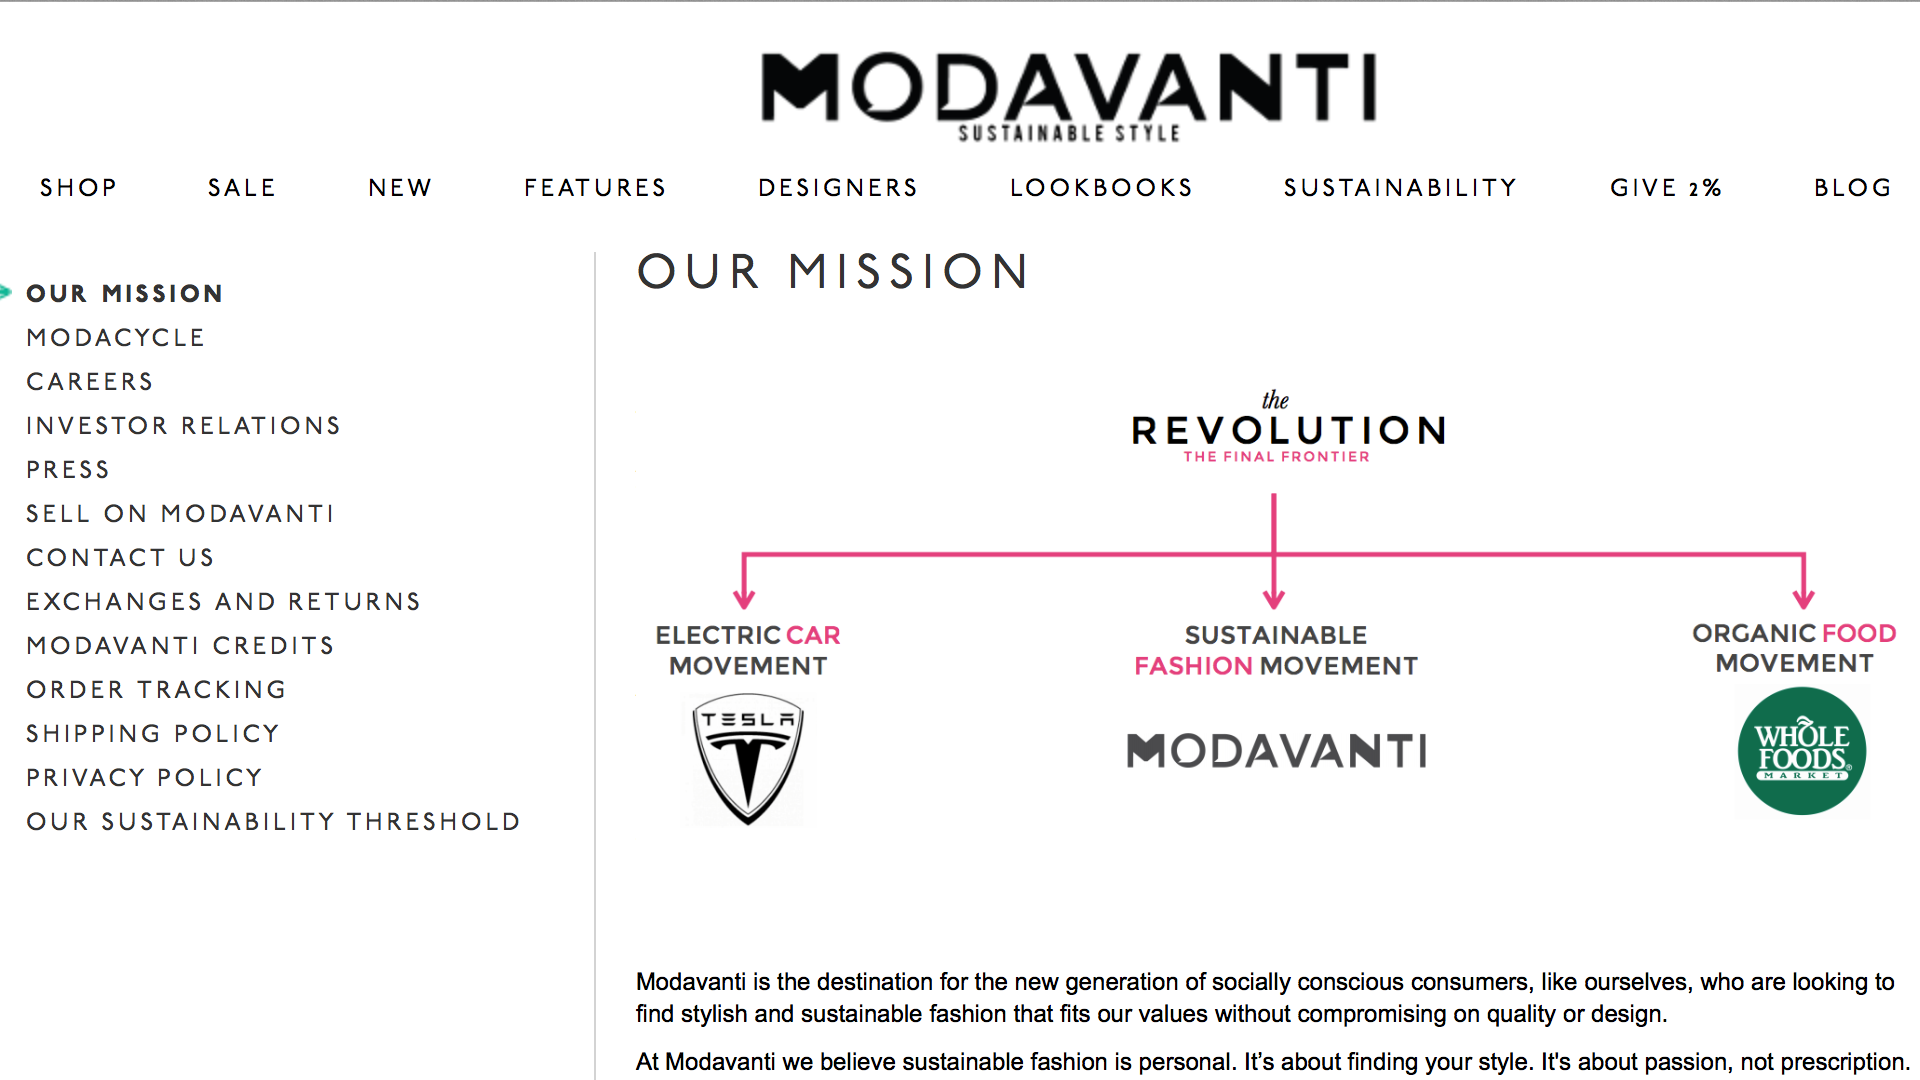 MODAVANTI
SUSTAINABLE STYLE
SHOP SALE NEW FEATURES DESIGNERS LOOKBOOKS SUSTAINABILITY GIVE 2% BLOG
OUR MISSION
MODACYCLE
CAREERS
INVESTOR RELATIONS
PRESS
SELL ON MODAVANTI
CONTACT US
EXCHANGES AND RETURNS
MODAVANTI CREDITS
ORDER TRACKING
SHIPPING POLICY
PRIVACY POLICY
OUR SUSTAINABILITY THRESHOLD
OUR MISSION
the
REVOLUTION
THE FINAL FRONTIER
ELECTRIC CAR
MOVEMENT
TESLA
SUSTAINABLE
FASHION MOVEMENT
MODAVANTI
ORGANIC FOOD
MOVEMENT
WHOLE
FOODS®
MARKET
Modavanti is the destination for the new generation of socially conscious consumers, like ourselves, who are looking to
find stylish and sustainable fashion that fits our values without compromising on quality or design.
At Modavanti we believe sustainable fashion is personal. It’s about finding your style. It's about passion, not prescription.